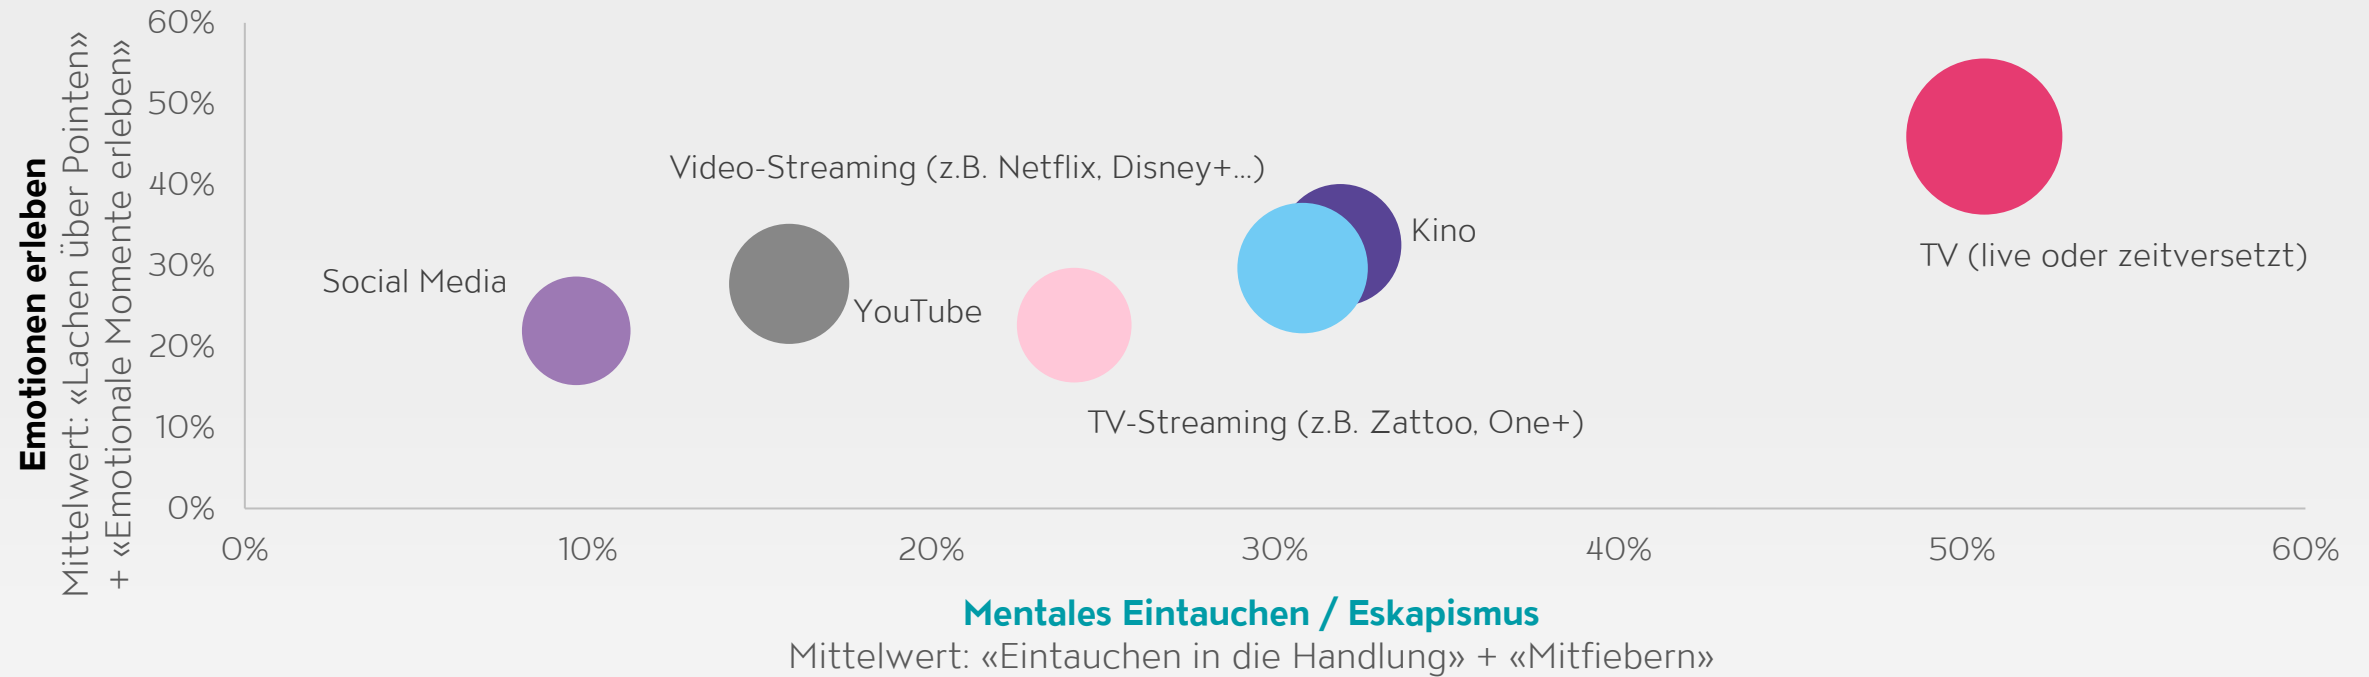 Emotionen erleben
Mittelwert: «Lachen über Pointen»
+ «Emotionale Momente erleben»
60%
50%
40%
30%
20%
10%
0%
Social Media
Video-Streaming (z.B. Netflix, Disney+...)
YouTube
Kino
TV (live oder zeitversetzt)
TV-Streaming (z.B. Zattoo, One+)
0%
10%
20%
30%
40%
50%
60%
Mentales Eintauchen / Eskapismus
Mittelwert: «Eintauchen in die Handlung» + «Mitfiebern»